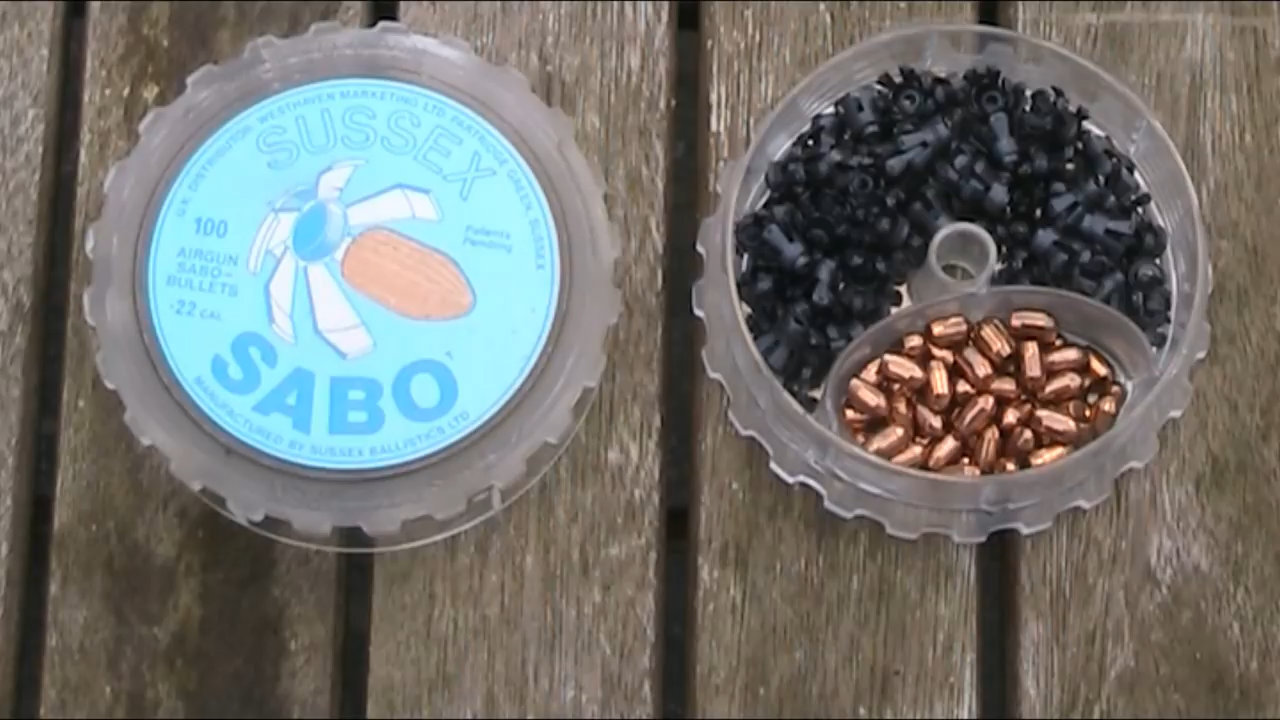 U.K. DISTRIBUTOR: WESTHAVEN MARKETING LTD. PARTRIDGE GREEN, SUSSEX
SUSSEX
100
AIRGUN
SABO-
BULLETS
.22 CAL
Patents
Pending
SABO
MANUFACTURED BY SUSSEX BALLISTICS LTD